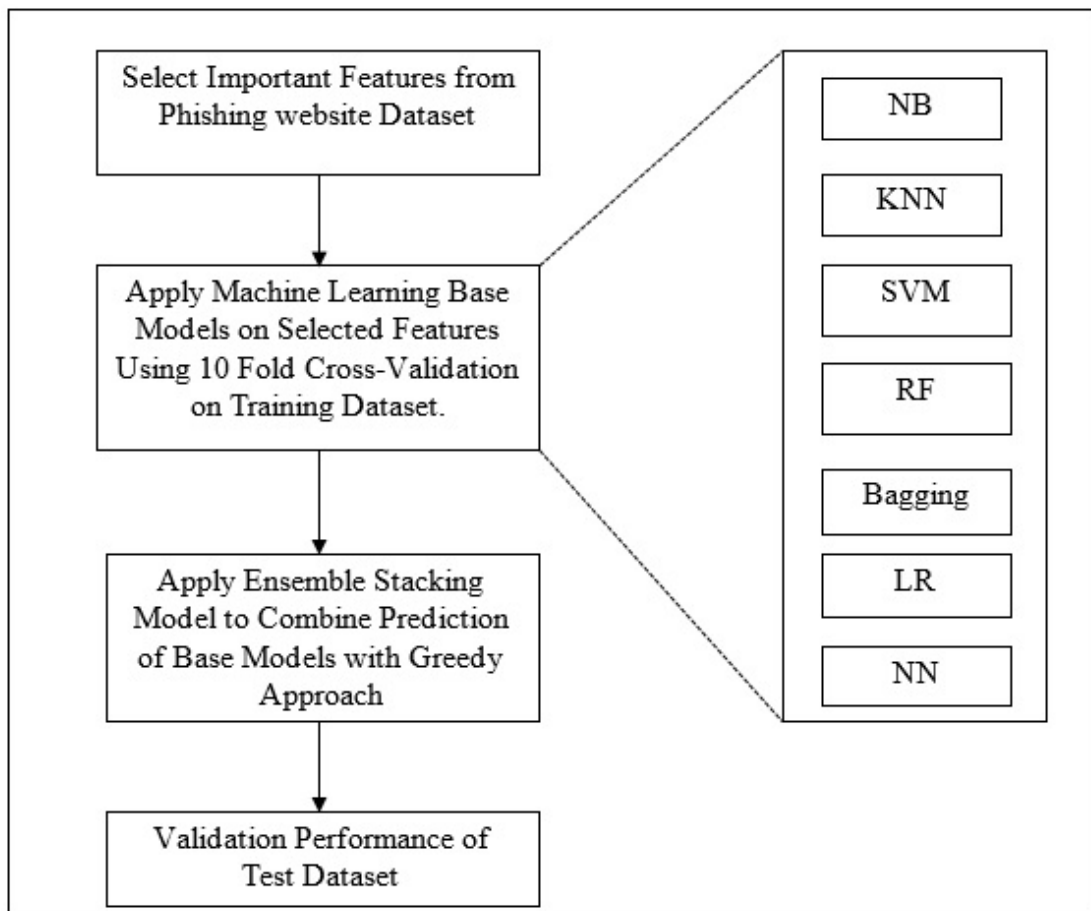 Select Important Features from
Phishing website Dataset
Apply Machine Learning Base
Models on Selected Features
Using 10 Fold Cross-Validation
on Training Dataset.
Apply Ensemble Stacking
Model to Combine Prediction
of Base Models with Greedy
Approach
Validation Performance of
Test Dataset
NB
KNN
SVM
RF
Bagging
LR
NN